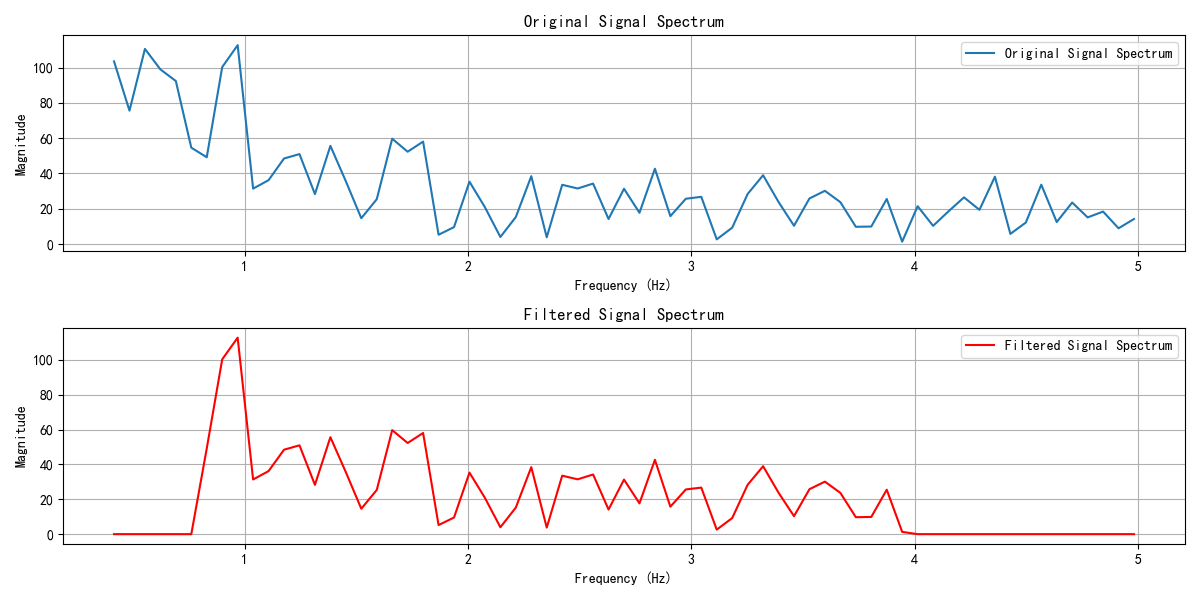 Original Signal Spectrum
Original Signal Spectrum
100
80
60
40
20
0
Magnitude
1 2 3 4 5
Frequency (Hz)
Filtered Signal Spectrum
Filtered Signal Spectrum
100
80
60
40
20
0
Magnitude
1 2 3 4 5
Frequency (Hz)